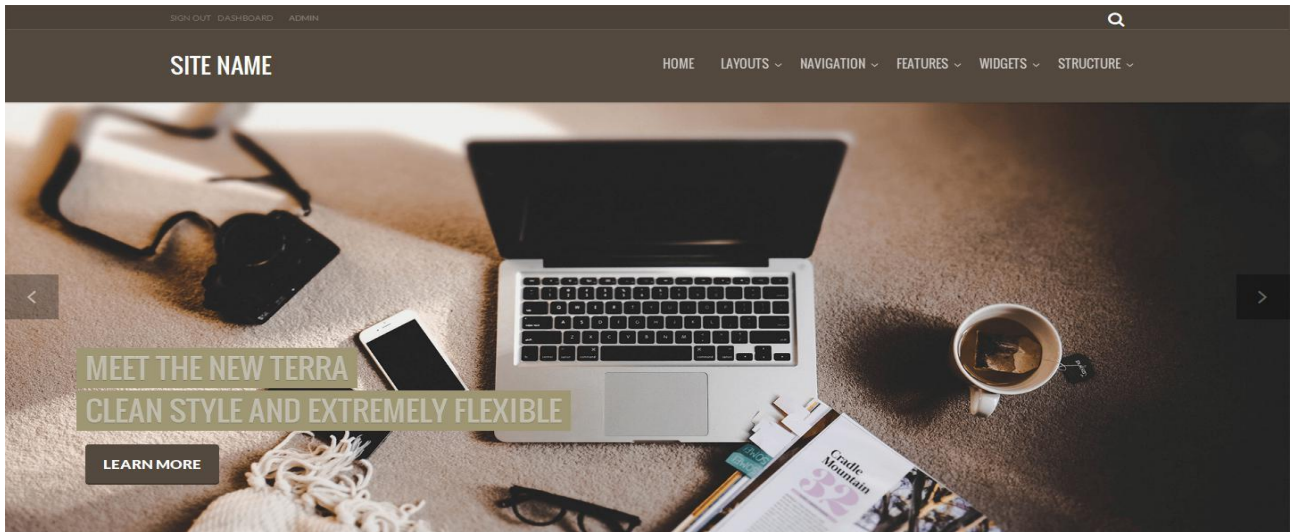 SIGN OUT DASHBOARD ADMIN
SITE NAME
HOME LAYOUTS NAVIGATION FEATURES WIDGETS STRUCTURE
MEET THE NEW TERRA
CLEAN STYLE AND EXTREMELY FLEXIBLE
LEARN MORE
Cradle
Mountain
32